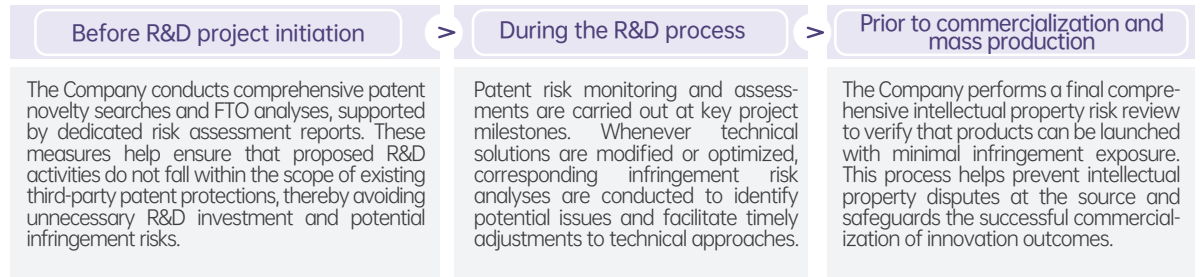 Before R&D project initiation
>
During the R&D process
>
Prior to commercialization and
mass production
The Company conducts comprehensive patent
novelty searches and FTO analyses, supported
by dedicated risk assessment reports. These
measures help ensure that proposed R&D
activities do not fall within the scope of existing
third-party patent protections, thereby avoiding
unnecessary R&D investment and potential
infringement risks.
Patent risk monitoring and assess-
ments are carried out at key project
milestones. Whenever technical
solutions are modified or optimized,
corresponding infringement risk
analyses are conducted to identify
potential issues and facilitate timely
adjustments to technical approaches.
The Company performs a final compre-
hensive intellectual property risk review
to verify that products can be launched
with minimal infringement exposure.
This process helps prevent intellectual
property disputes at the source and
safeguards the successful commercial-
ization of innovation outcomes.